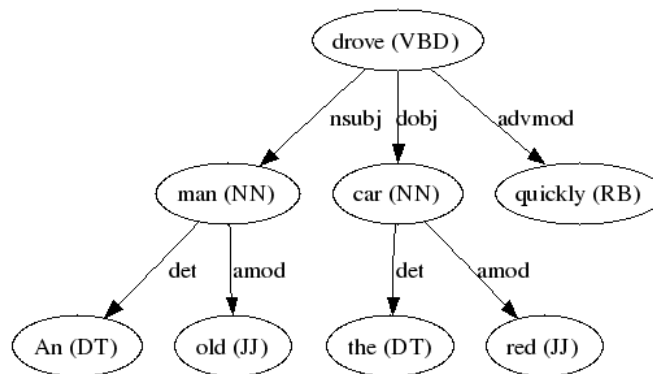 drove (VBD)
nsubj dobj advmod
man (NN) car (NN) quickly (RB)
det amod det amod
An (DT) old (JJ) the (DT) red (JJ)